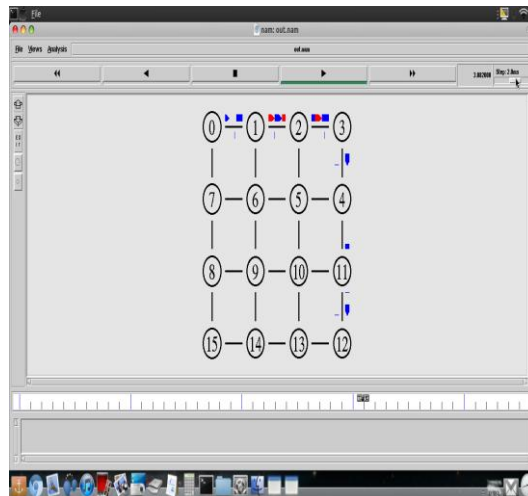 File
nam: out.nam
File Views Analysis
out.nam
Step: 2.0ms
0 1 2 3
7 6 5 4
8 9 10 11
15 14 13 12